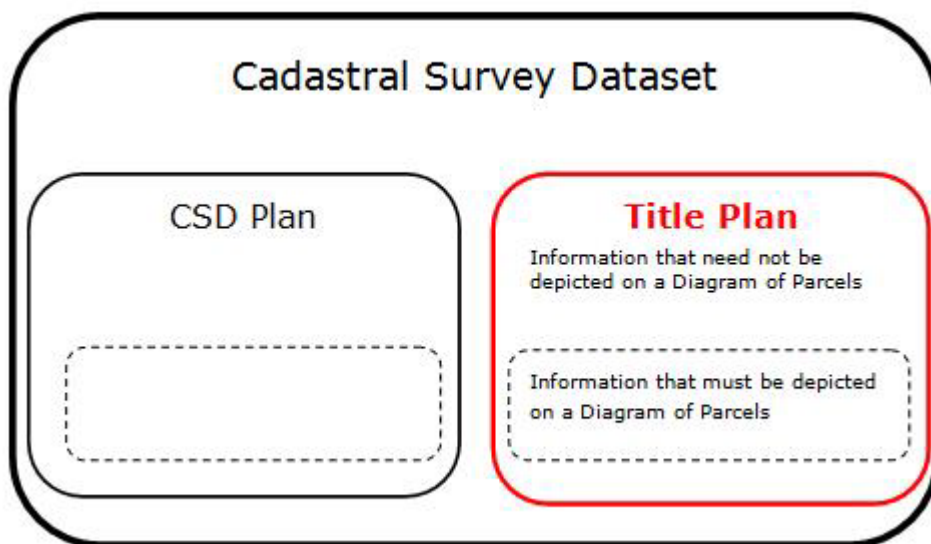 Cadastral Survey Dataset
CSD Plan
Title Plan
Information that need not be
depicted on a Diagram of Parcels
Information that must be depicted
on a Diagram of Parcels